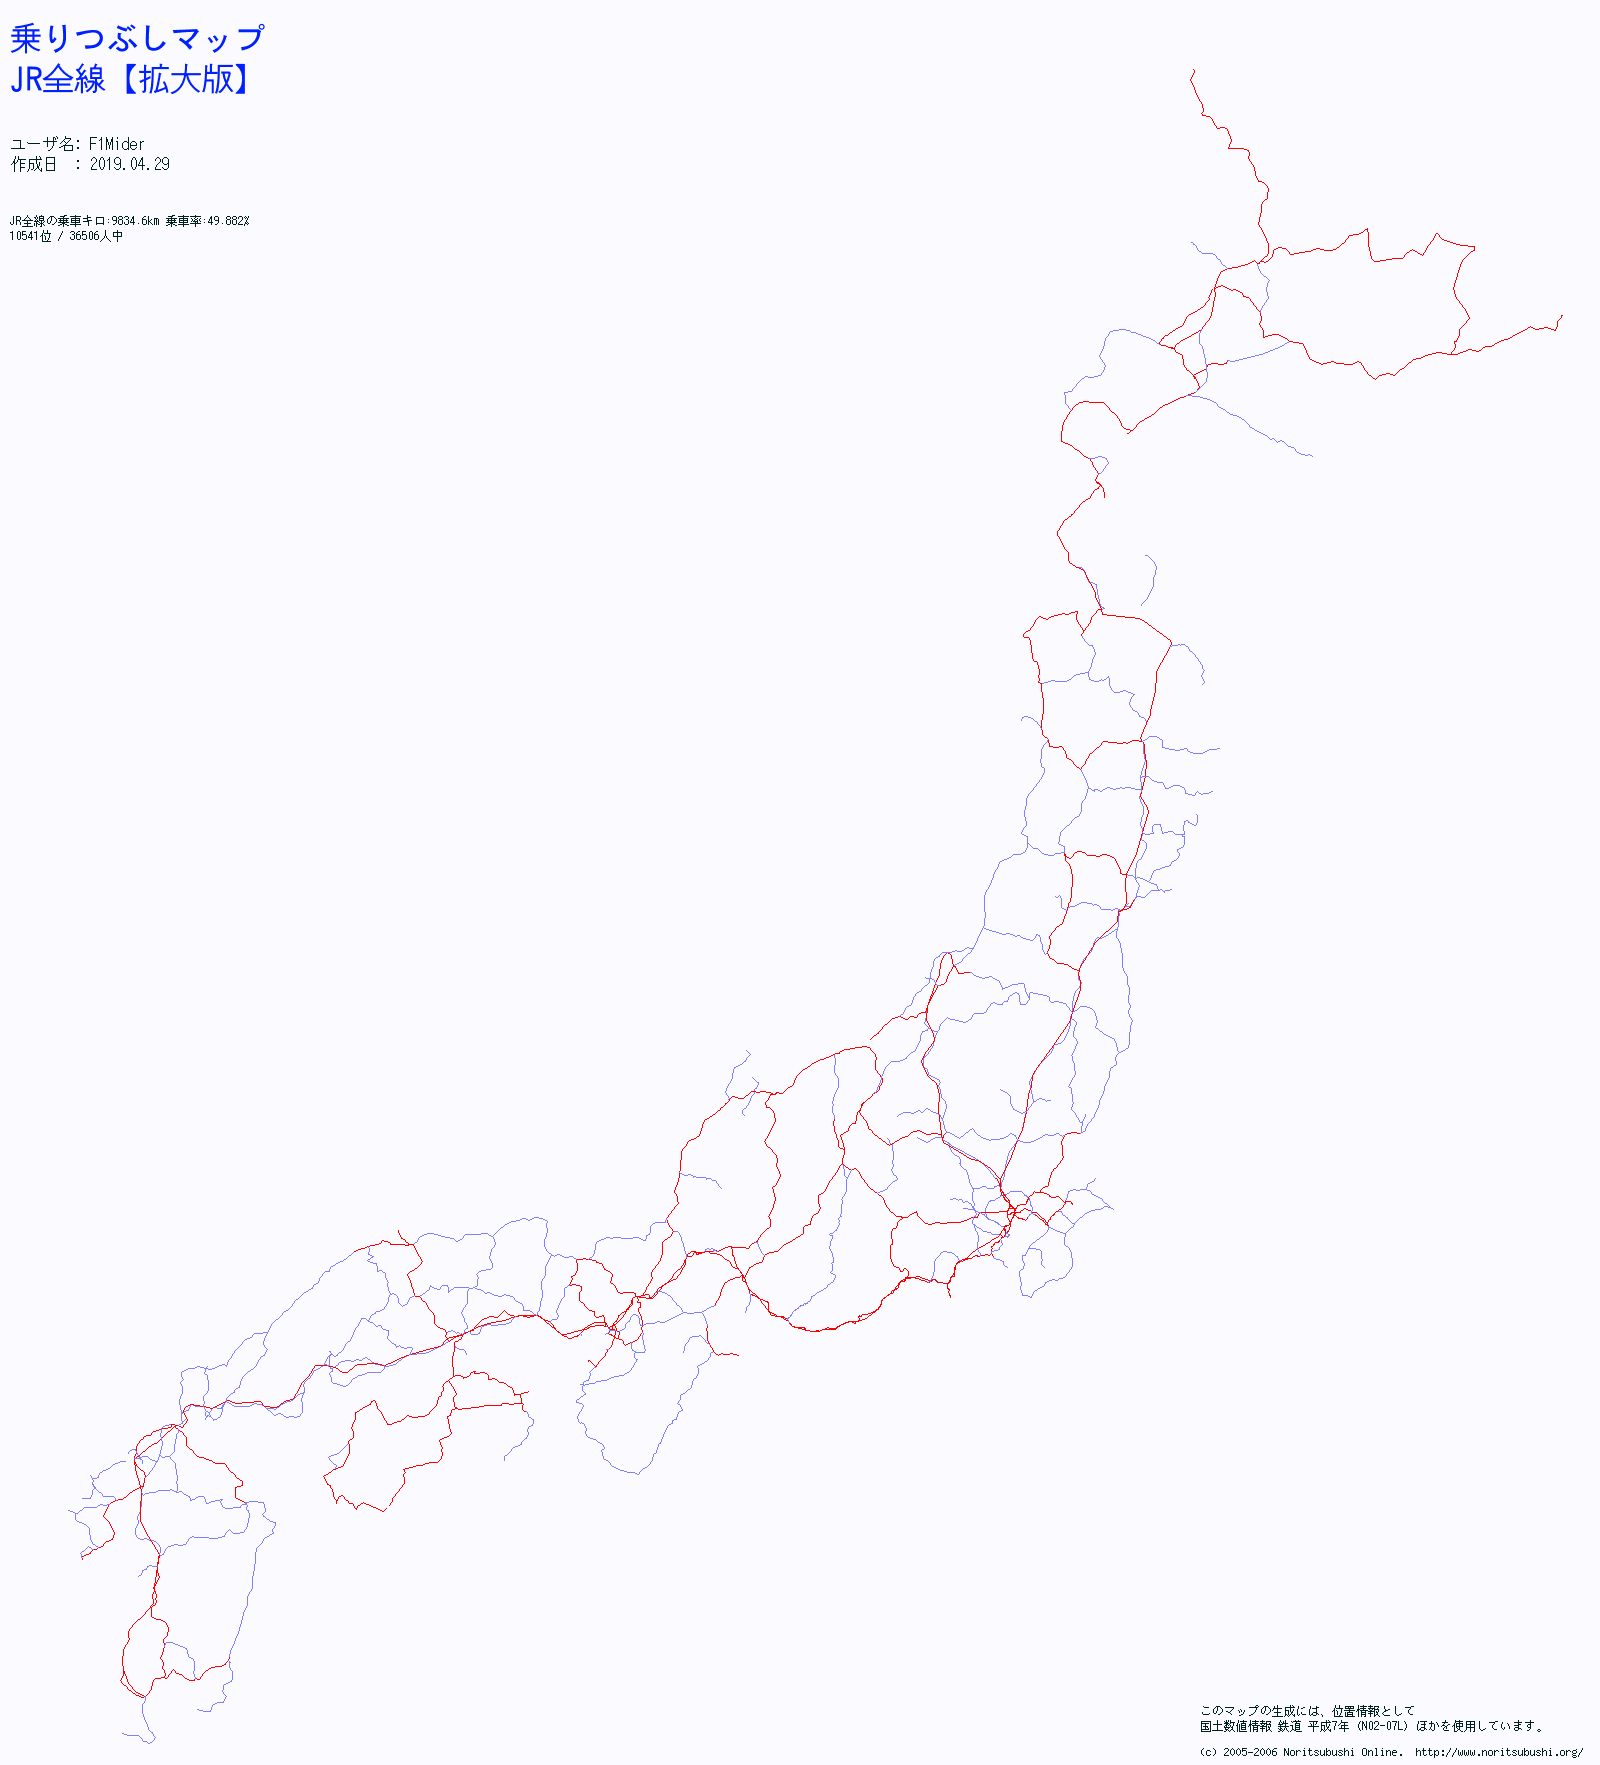 乗りつぶしマップ
JR全線【拡大版】
ユーザ名: F1Mider
作成日 : 2019.04.29
JR全線の乗車キロ:9834.6km 乗車率:49.882%
10541位 / 36506人中
このマップの生成には、位置情報として
国土数値情報 鉄道 平成7年 (N02-07L) ほかを使用しています。
(c) 2005-2006 Noritsubushi Online. http://www.noritsubushi.org/